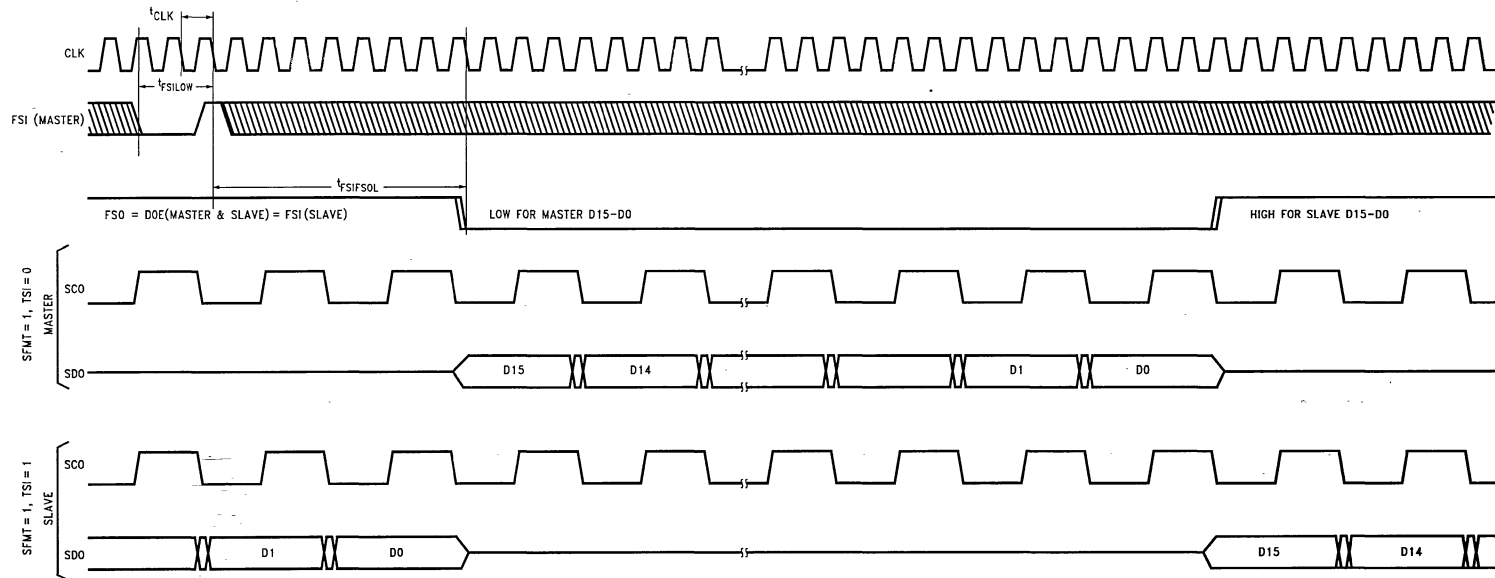 tCLK
CLK
tFSILOW
FSI (MASTER)
tFSIFSOL
FSO = DOE(MASTER & SLAVE) = FSI(SLAVE)
LOW FOR MASTER D15-D0
HIGH FOR SLAVE D15-D0
SFMT = 1, TSI = 0
MASTER
SCO
SDO
D15
D14
D1
D0
SFMT = 1, TSI = 1
SLAVE
SCO
SDO
D1
D0
D15
D14